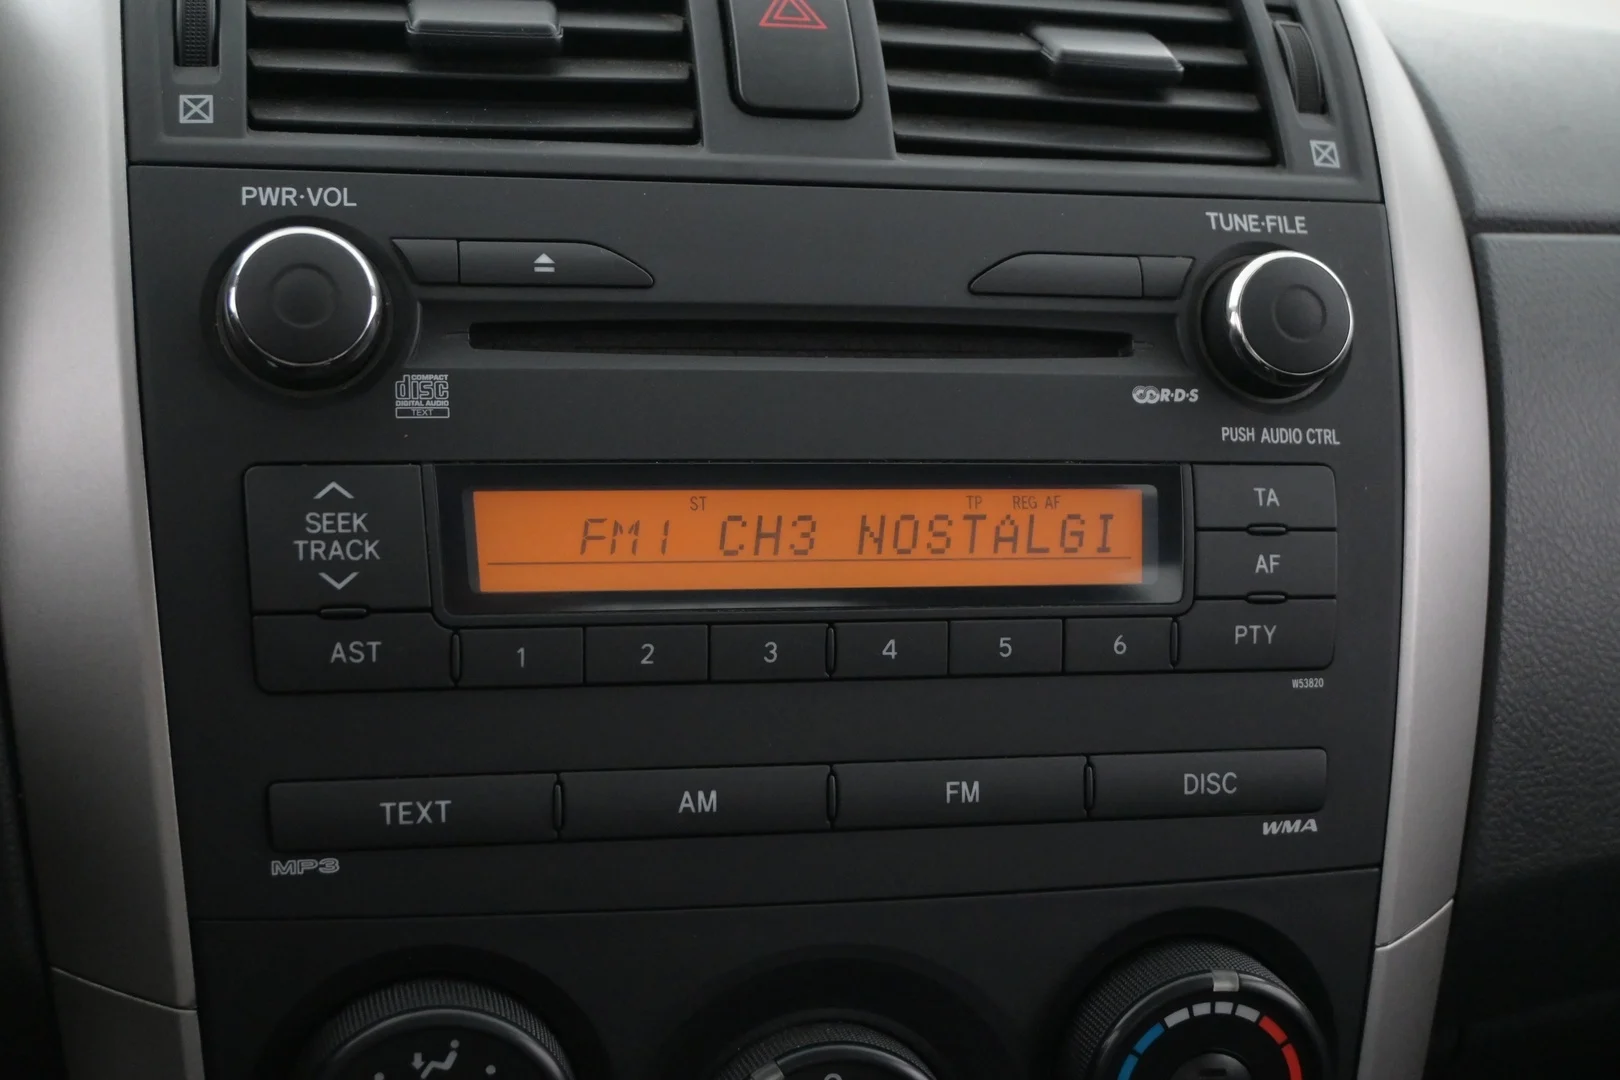 PWR·VOL
TUNE·FILE
COMPACT
disc
DIGITAL AUDIO
TEXT
R·D·S
PUSH AUDIO CTRL
SEEK
TRACK
ST TP REG AF
FM1 CH3 NOSTALGI
TA
AF
AST 1 2 3 4 5 6 PTY
W53820
TEXT AM FM DISC
MP3 WMA